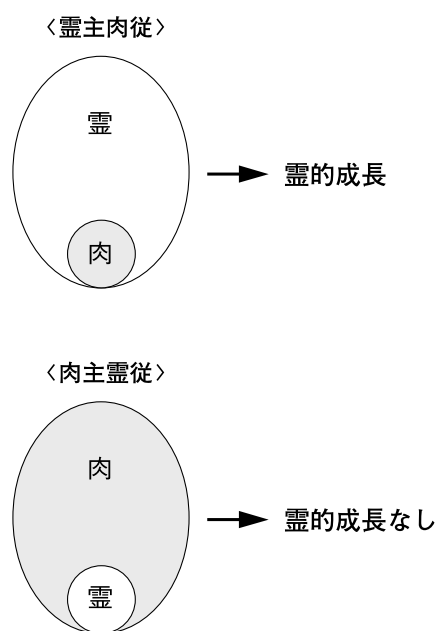 〈霊主肉従〉
霊
肉
霊的成長
〈肉主霊従〉
肉
霊
霊的成長なし